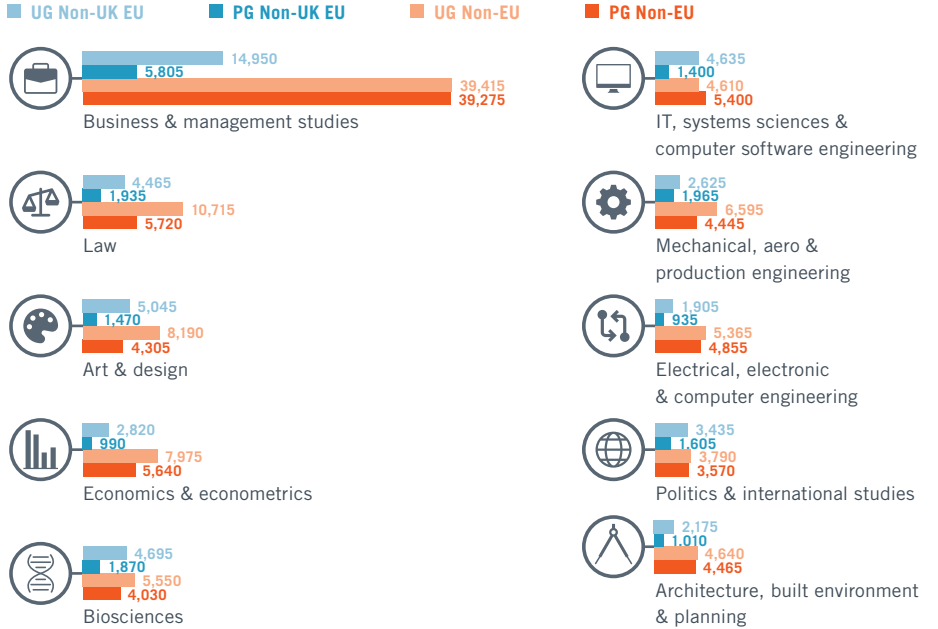 UG Non-UK EU
PG Non-UK EU
UG Non-EU
PG Non-EU
14,950
5,805
39,415
39,275
Business & management studies
4,465
1,935
10,715
5,720
Law
5,045
1,470
8,190
4,305
Art & design
2,820
990
7,975
5,640
Economics & econometrics
4,695
1,870
5,550
4,030
Biosciences
4,635
1,400
4,610
5,400
IT, systems sciences &
computer software engineering
2,625
1,965
6,595
4,445
Mechanical, aero &
production engineering
1,905
935
5,365
4,855
Electrical, electronic
& computer engineering
3,435
1,605
3,790
3,570
Politics & international studies
2,175
1,010
4,640
4,465
Architecture, built environment
& planning